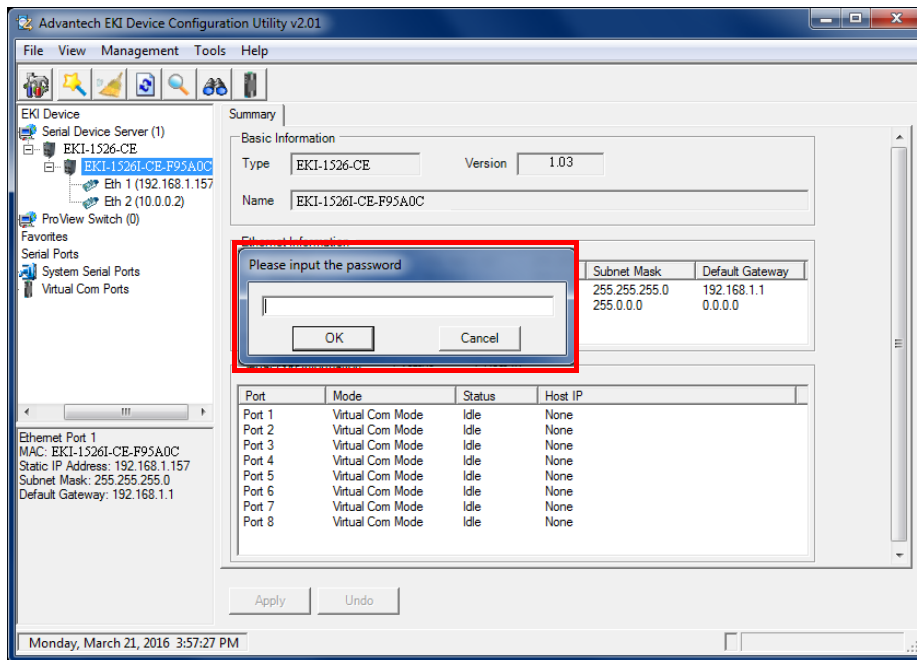 Advantech EKI Device Configuration Utility v2.01
File View Management Tools Help
EKI Device
Serial Device Server (1)
EKI-1526-CE
EKI-1526I-CE-F95A0C
Eth 1 (192.168.1.157
Eth 2 (10.0.0.2)
ProView Switch (0)
Favorites
Serial Ports
System Serial Ports
Virtual Com Ports
Ethernet Port 1
MAC: EKI-1526I-CE-F95A0C
Static IP Address: 192.168.1.157
Subnet Mask: 255.255.255.0
Default Gateway: 192.168.1.1
Summary
Basic Information
Type EKI-1526-CE Version 1.03
Name EKI-1526I-CE-F95A0C
Ethernet Information
Subnet Mask Default Gateway
255.255.255.0 192.168.1.1
255.0.0.0 0.0.0.0
Please input the password
OK Cancel
Port Mode Status Host IP
Port 1 Virtual Com Mode Idle None
Port 2 Virtual Com Mode Idle None
Port 3 Virtual Com Mode Idle None
Port 4 Virtual Com Mode Idle None
Port 5 Virtual Com Mode Idle None
Port 6 Virtual Com Mode Idle None
Port 7 Virtual Com Mode Idle None
Port 8 Virtual Com Mode Idle None
Apply Undo
Monday, March 21, 2016 3:57:27 PM